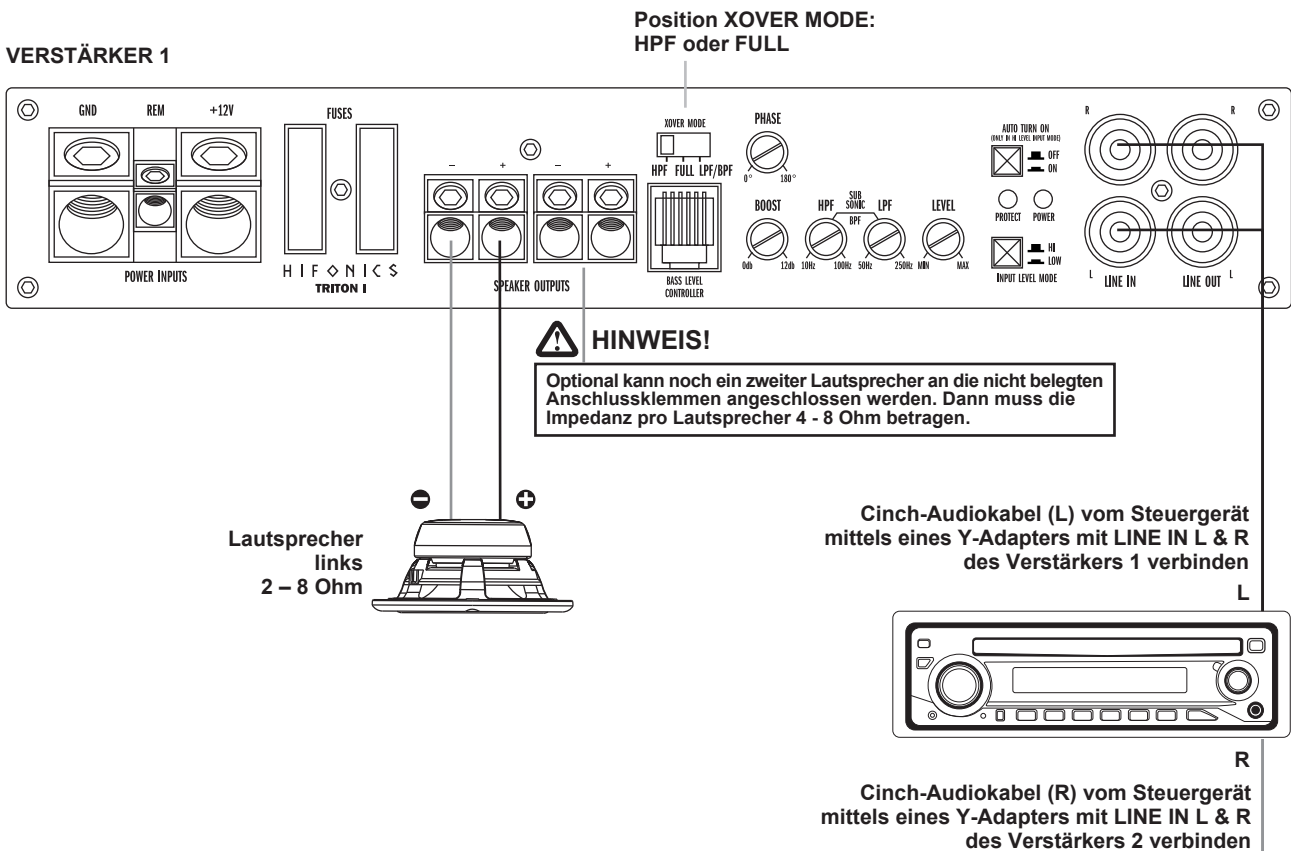 Position XOVER MODE:
HPF oder FULL
VERSTÄRKER 1
GND REM +12V
FUSES
XOVER MODE
HPF FULL LPF/BPF
PHASE
0° 180°
AUTO TURN ON
(ONLY IN HI LEVEL INPUT MODE)
OFF
ON
R R
− + − +
BOOST
0db 12db
HPF SUB SONIC LPF
BPF
10Hz 100Hz 50Hz 250Hz
LEVEL
MIN MAX
PROTECT POWER
HI
LOW
INPUT LEVEL MODE
L LINE IN LINE OUT L
POWER INPUTS
HIFONICS
TRITON I
SPEAKER OUTPUTS
BASS LEVEL
CONTROLLER
HINWEIS!
Optional kann noch ein zweiter Lautsprecher an die nicht belegten
Anschlussklemmen angeschlossen werden. Dann muss die
Impedanz pro Lautsprecher 4 - 8 Ohm betragen.
Lautsprecher
links
2 – 8 Ohm
Cinch-Audiokabel (L) vom Steuergerät
mittels eines Y-Adapters mit LINE IN L & R
des Verstärkers 1 verbinden
L
R
Cinch-Audiokabel (R) vom Steuergerät
mittels eines Y-Adapters mit LINE IN L & R
des Verstärkers 2 verbinden